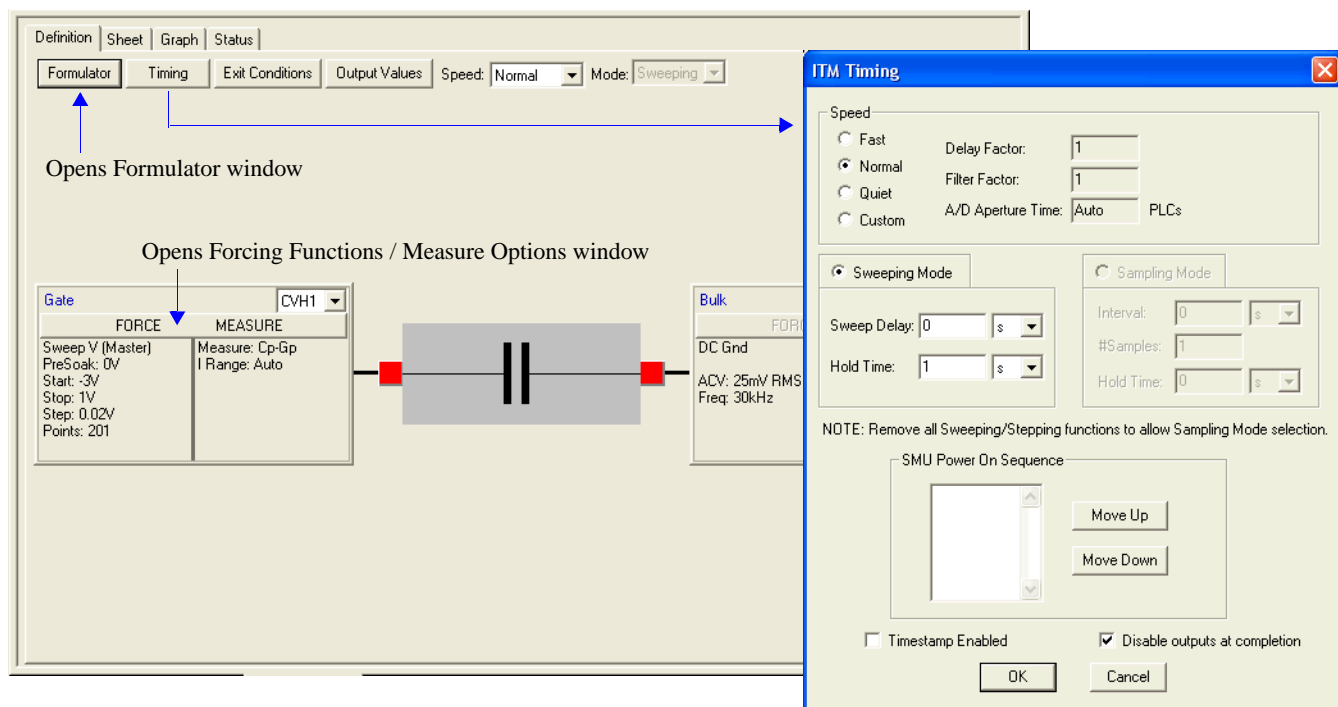 Definition Sheet Graph Status
Formulator Timing Exit Conditions Output Values Speed: Normal Mode: Sweeping
Opens Formulator window
Opens Forcing Functions / Measure Options window
Gate CVH1
FORCE MEASURE
Sweep V (Master) Measure: Cp-Gp
PreSoak: 0V I Range: Auto
Start: -3V
Stop: 1V
Step: 0.02V
Points: 201
Bulk
DC Gnd
ACV: 25mV RMS
Freq: 30kHz
ITM Timing
Speed
Fast
Normal
Quiet
Custom
Delay Factor: 1
Filter Factor: 1
A/D Aperture Time: Auto PLCs
Sweeping Mode
Sweep Delay: 0 s
Hold Time: 1 s
Sampling Mode
Interval: 0 s
#Samples: 1
Hold Time: 0 s
NOTE: Remove all Sweeping/Stepping functions to allow Sampling Mode selection.
SMU Power On Sequence
Move Up
Move Down
Timestamp Enabled Disable outputs at completion
OK Cancel